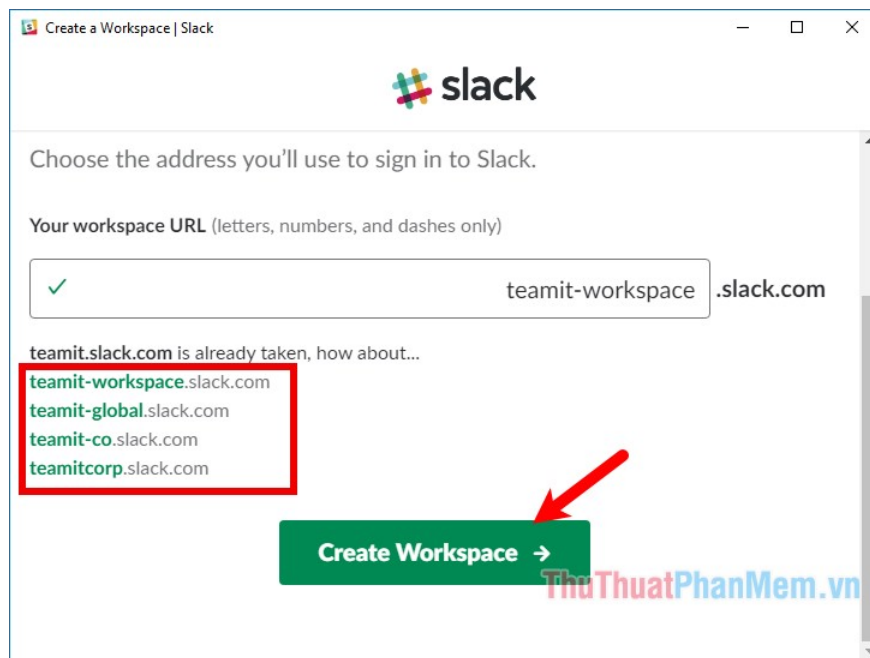 Create a Workspace | Slack
slack
Choose the address you'll use to sign in to Slack.
Your workspace URL (letters, numbers, and dashes only)
teamit-workspace .slack.com
teamit.slack.com is already taken, how about...
teamit-workspace.slack.com
teamit-global.slack.com
teamit-co.slack.com
teamitcorp.slack.com
Create Workspace →
ThuThuatPhanMem.vn